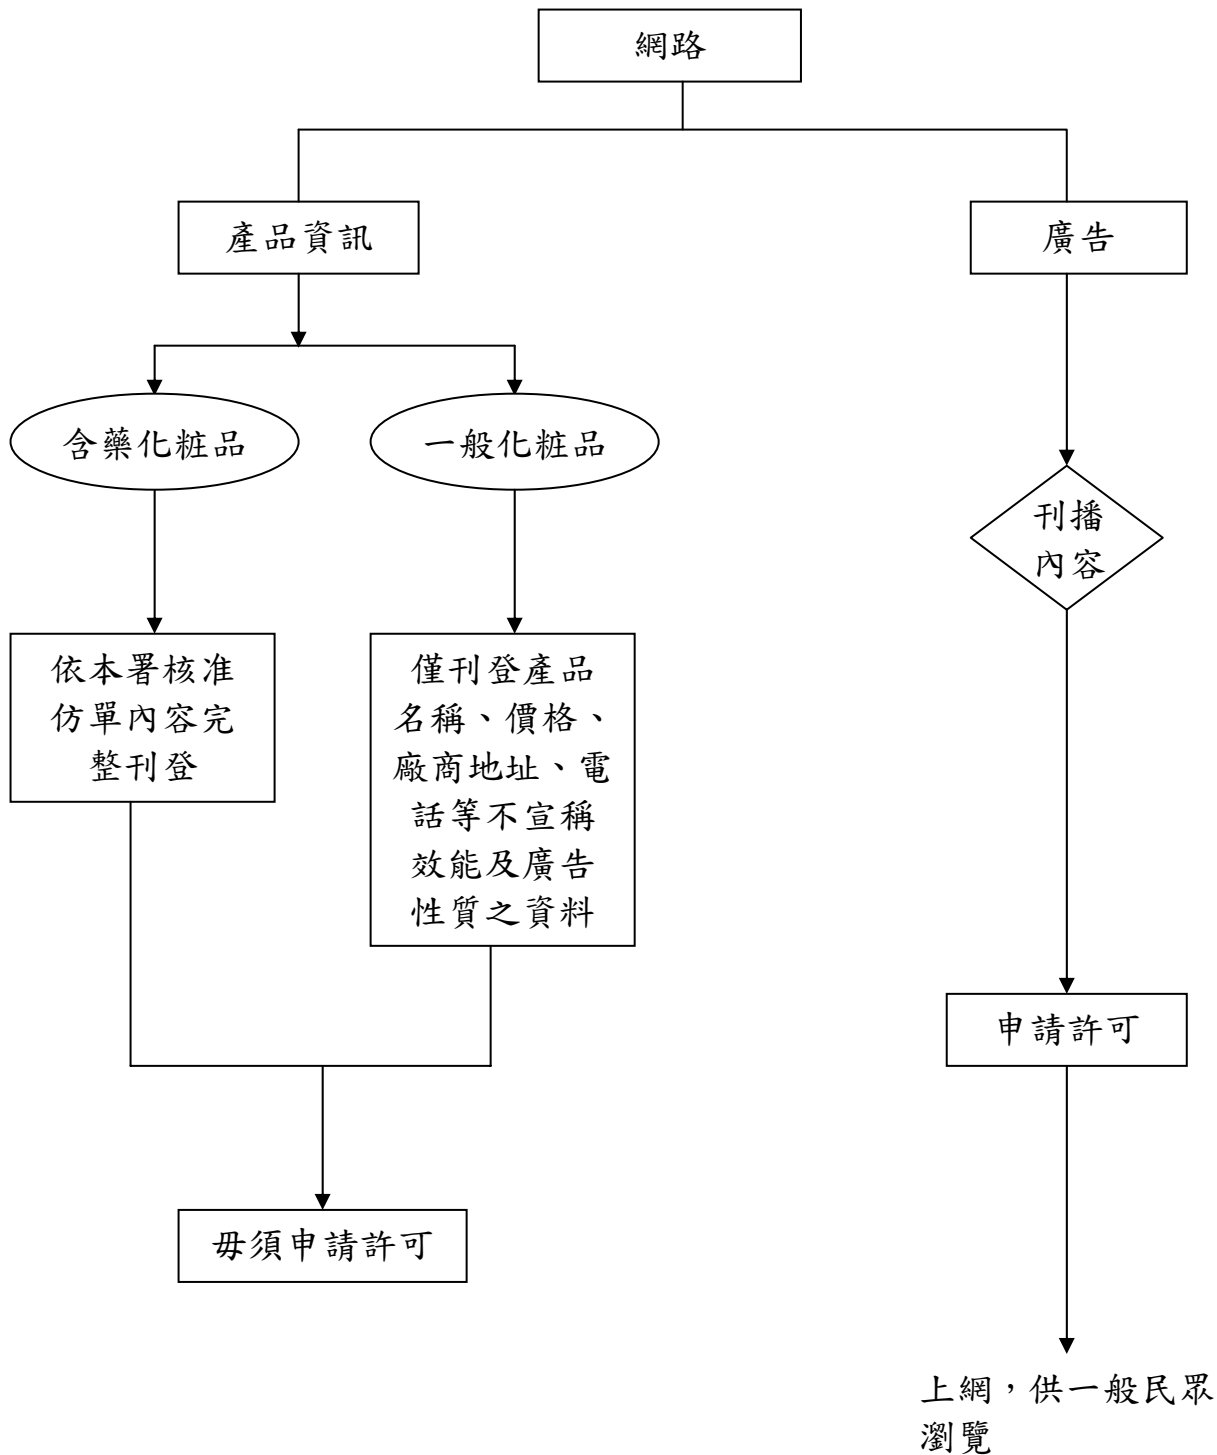 網路
產品資訊
廣告
含藥化粧品
一般化粧品
刊播
內容
依本署核准
仿單內容完
整刊登
僅刊登產品
名稱、價格、
廠商地址、電
話等不宣稱
效能及廣告
性質之資料
申請許可
毋須申請許可
上網，供一般民眾
瀏覽